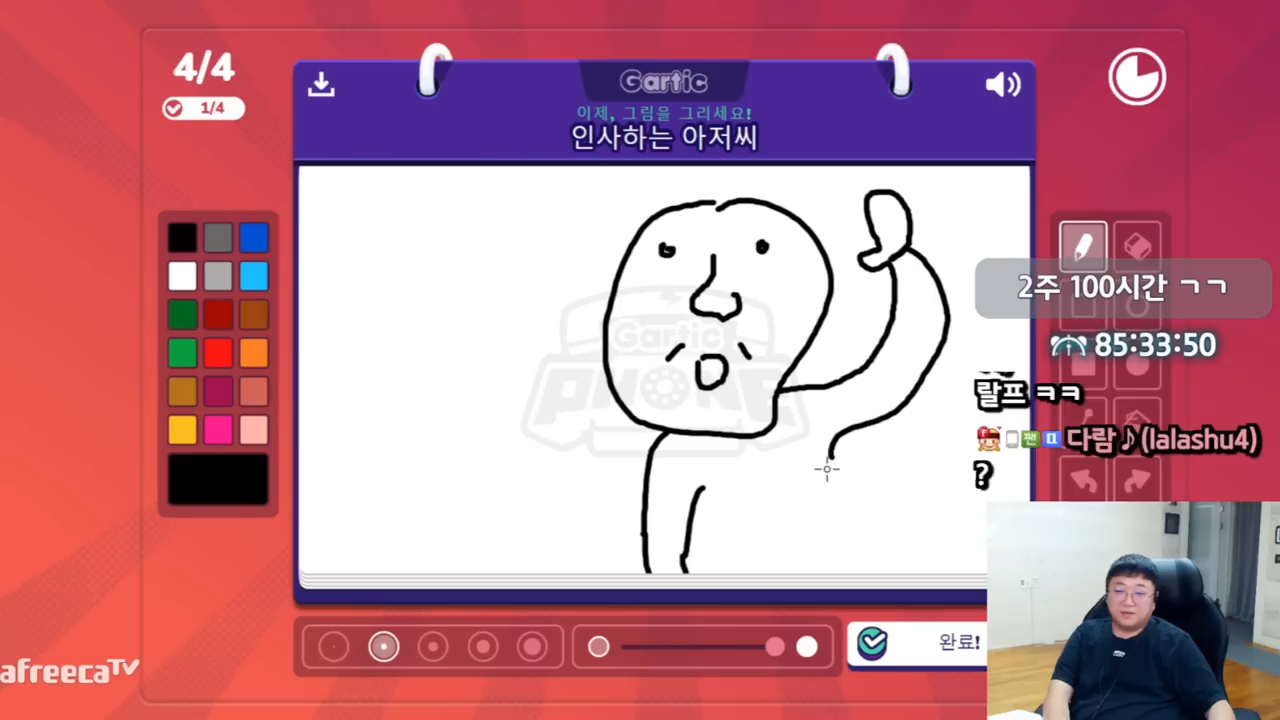 4/4
1/4
Gartic
이제, 그림을 그리세요!
인사하는 아저씨
Gartic
PHONE
2주 100시간 ㄱㄱ
85:33:50
랄프 ㅋㅋ
다람♪(lalashu4)
?
완료!
afreecaTV